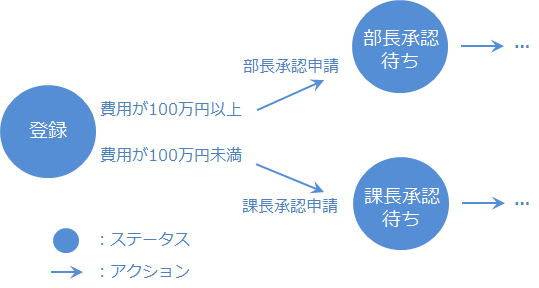 部長承認
待ち
...
部長承認申請
費用が100万円以上
登録
費用が100万円未満
課長承認申請
課長承認
待ち
...
：ステータス
：アクション